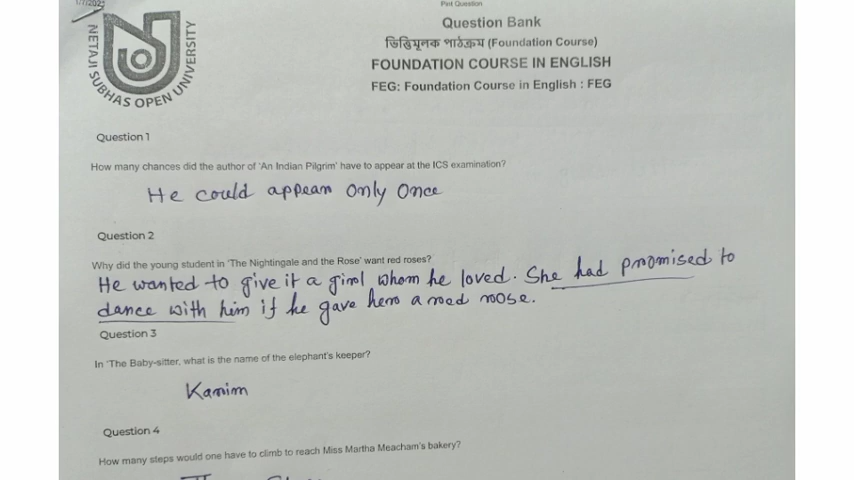 1/7/2025
Print Question
NETAJI SUBHAS OPEN UNIVERSITY
Question Bank
ভিত্তিমূলক পাঠক্রম (Foundation Course)
FOUNDATION COURSE IN ENGLISH
FEG: Foundation Course in English : FEG
Question 1
How many chances did the author of 'An Indian Pilgrim' have to appear at the ICS examination?
He could appear only once
Question 2
Why did the young student in 'The Nightingale and the Rose' want red roses?
He wanted to give it a girl whom he loved. She had promised to
dance with him if he gave her a red rose.
Question 3
In 'The Baby-sitter, what is the name of the elephant's keeper?
Karim
Question 4
How many steps would one have to climb to reach Miss Martha Meacham's bakery?